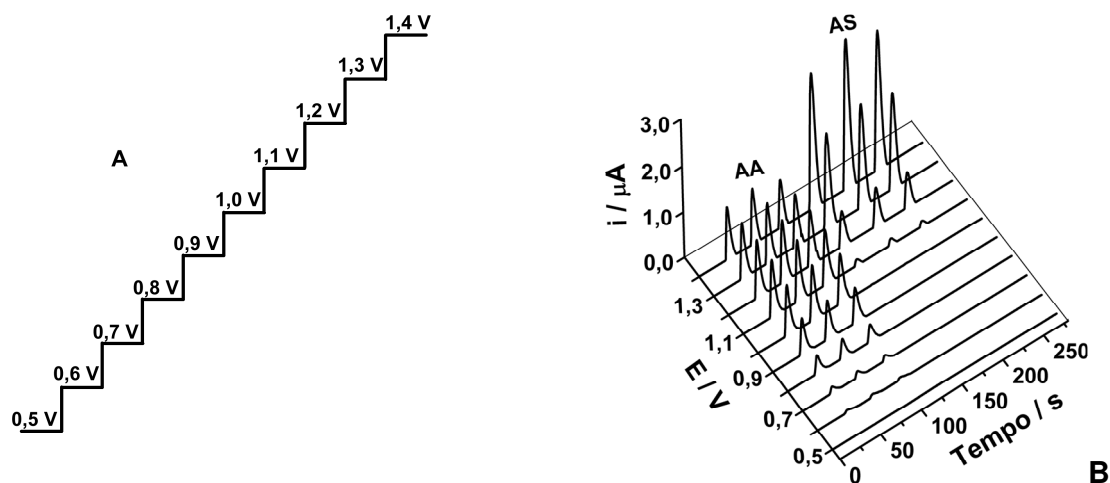 1,4 V
1,3 V
1,2 V
1,1 V
1,0 V
0,9 V
0,8 V
0,7 V
0,6 V
0,5 V
A
AS
AA
3,0
2,0
1,0
0,0
i / μA
1,3
1,1
0,9
0,7
0,5
E / V
0
50
100
150
200
250
Tempo / s
B